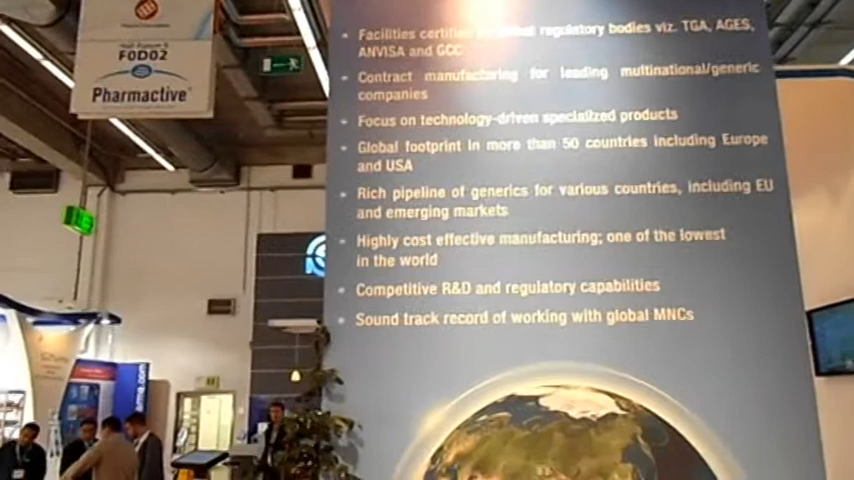 Hall Forum 5
F0D02
Pharmactive
• Facilities certified by global regulatory bodies viz. TGA, AGES,
ANVISA and GCC
• Contract manufacturing for leading multinational/generic
companies
• Focus on technology-driven specialized products
• Global footprint in more than 50 countries including Europe
and USA
• Rich pipeline of generics for various countries, including EU
and emerging markets
• Highly cost effective manufacturing; one of the lowest
in the world
• Competitive R&D and regulatory capabilities
• Sound track record of working with global MNCs